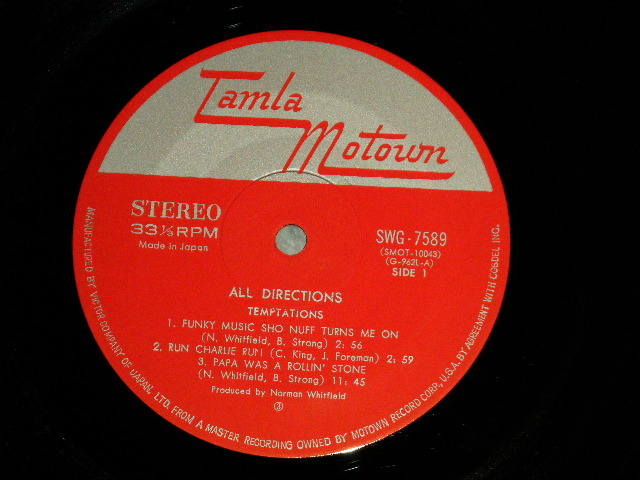 Tamla
Motown
STEREO
33⅓RPM
Made in Japan
SWG-7589
(SMOT-10043)
(G-962L-A)
SIDE 1
ALL DIRECTIONS
TEMPTATIONS
1. FUNKY MUSIC SHO NUFF TURNS ME ON
(N. Whitfield, B. Strong) 2: 56
2. RUN CHARLIE RUN (C. King, J. Foreman) 2: 59
3. PAPA WAS A ROLLIN' STONE
(N. Whitfield, B. Strong) 11: 45
Produced by Norman Whitfield
③
MANUFACTURED BY VICTOR COMPANY OF JAPAN, LTD. FROM A MASTER RECORDING OWNED BY MOTOWN RECORD CORP., U.S.A. BY AGREEMENT WITH COSDEL INC.